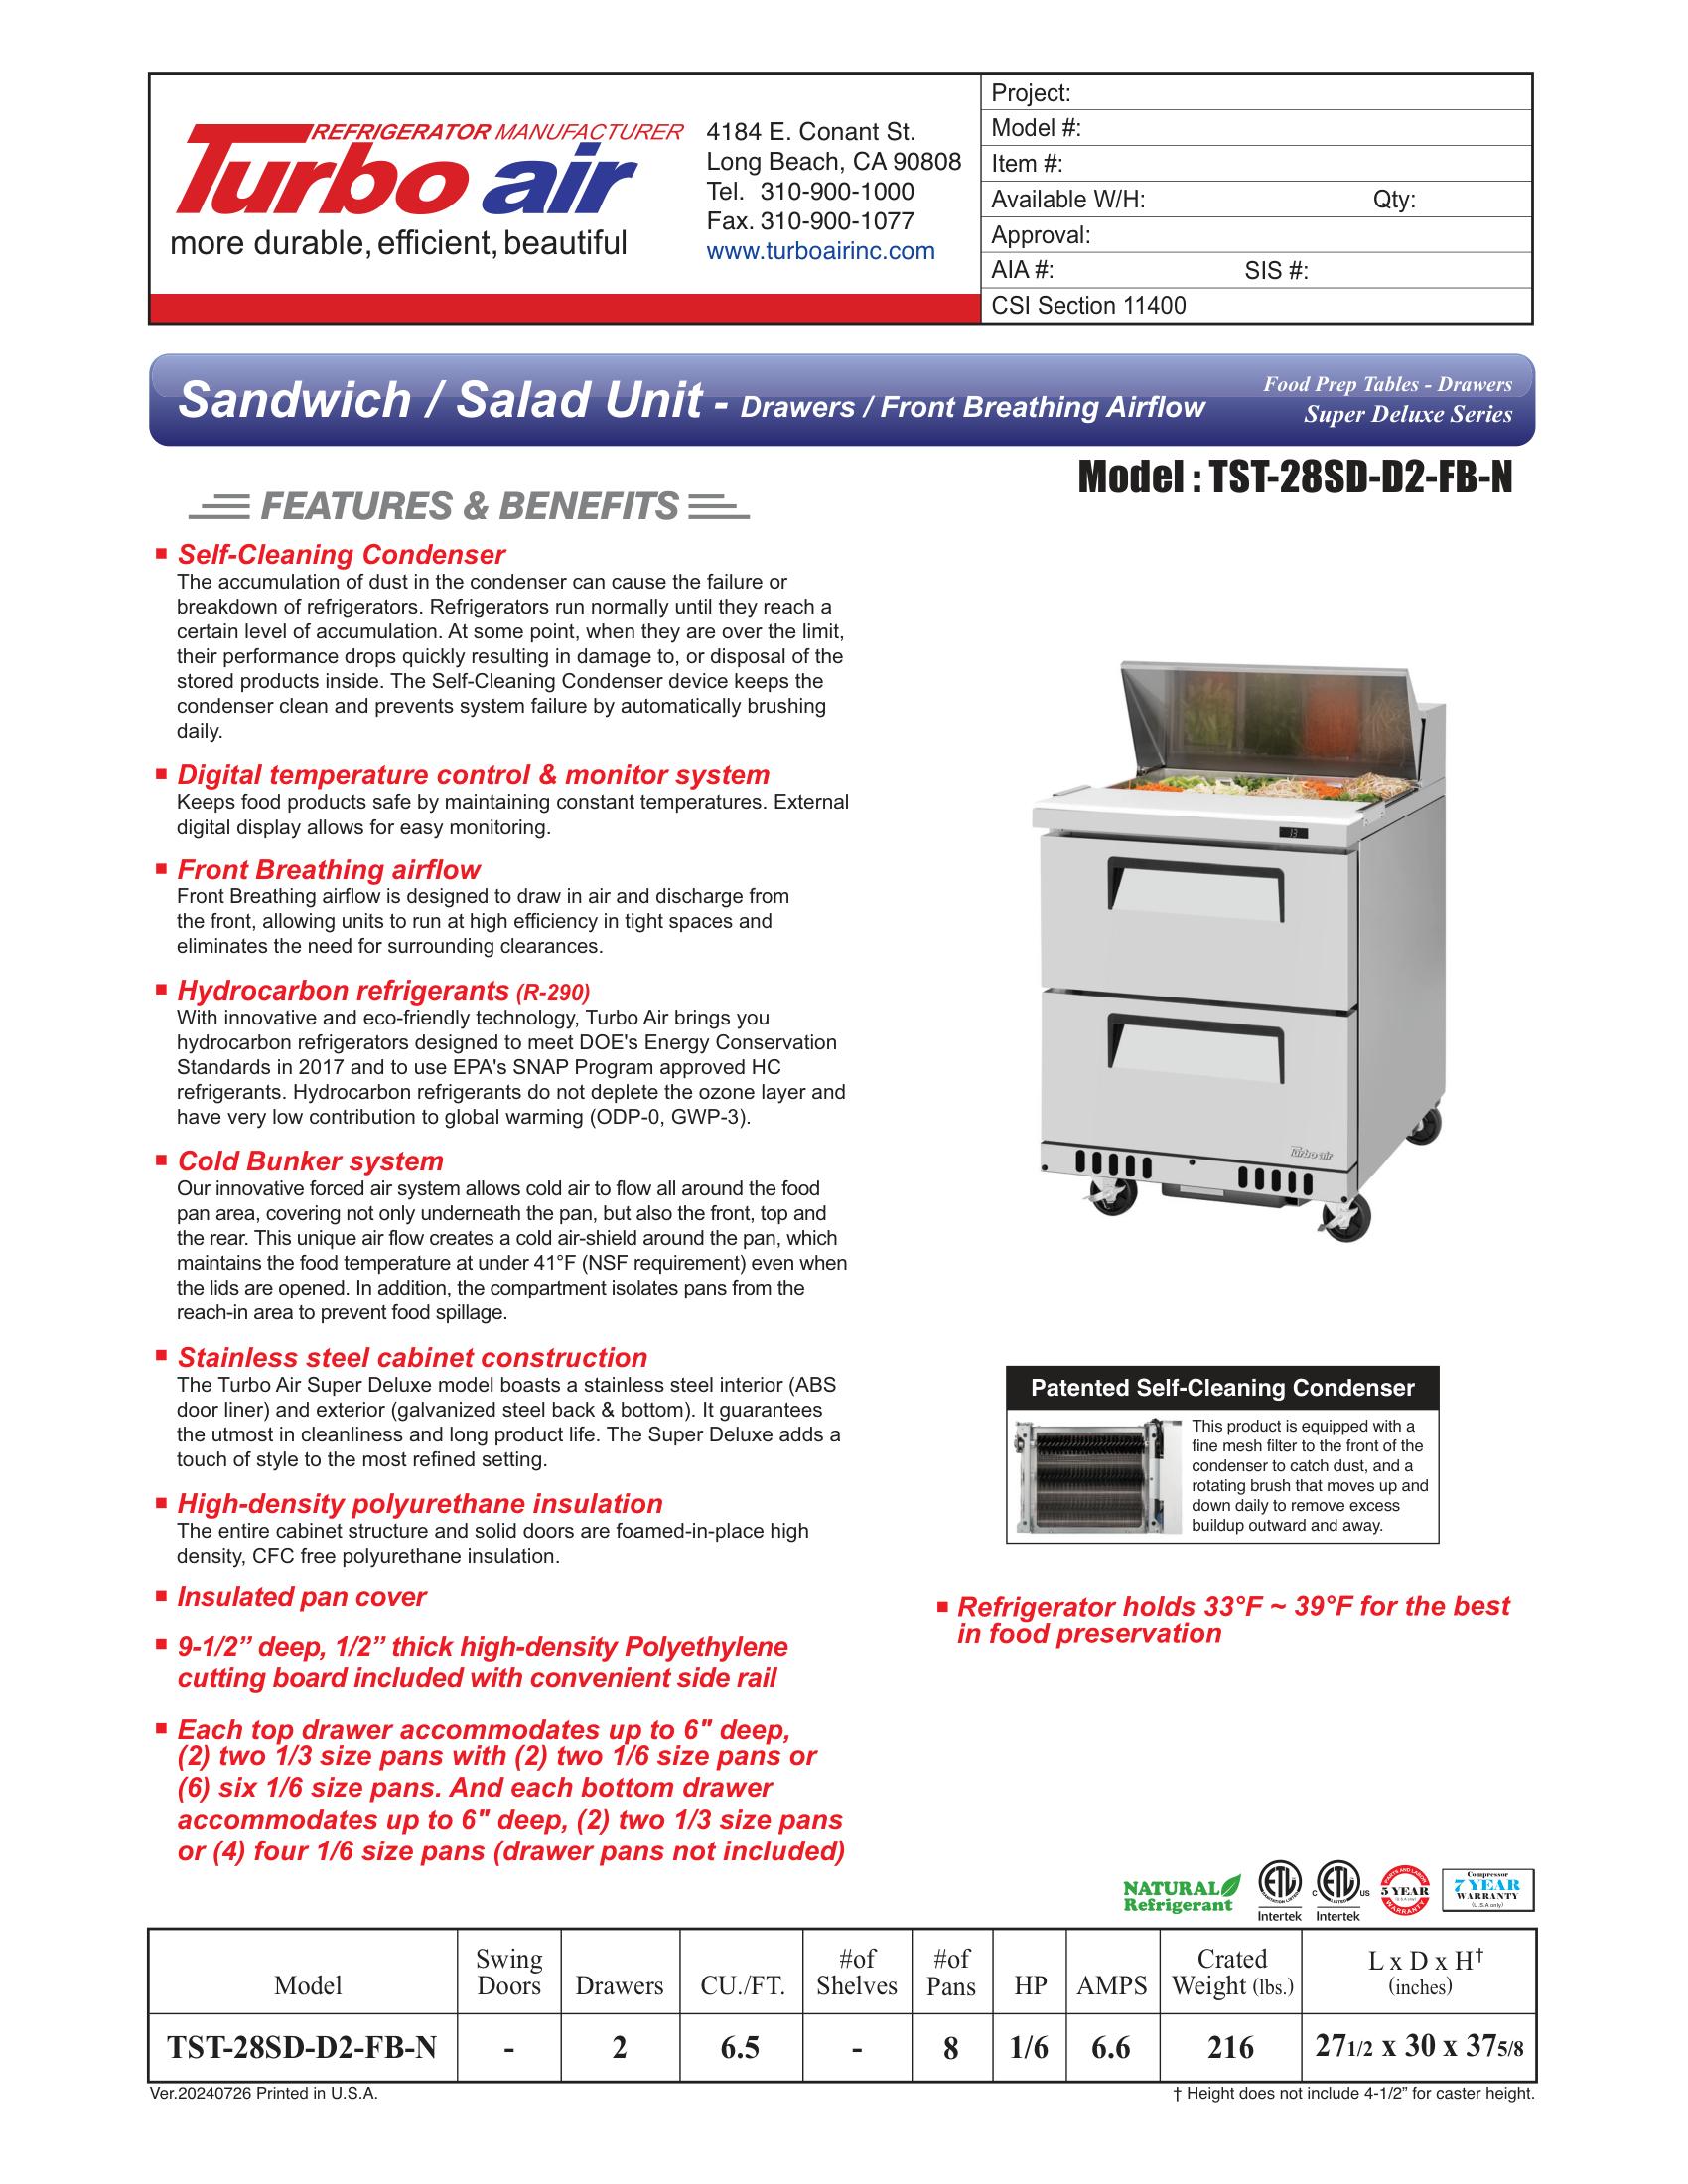 REFRIGERATOR MANUFACTURER
Turbo air
more durable, efficient, beautiful
4184 E. Conant St.
Long Beach, CA 90808
Tel. 310-900-1000
Fax. 310-900-1077
www.turboairinc.com
Project:
Model #:
Item #:
Available W/H: Qty:
Approval:
AIA #: SIS #:
CSI Section 11400
Sandwich / Salad Unit - Drawers / Front Breathing Airflow
Food Prep Tables - Drawers
Super Deluxe Series
Model : TST-28SD-D2-FB-N
FEATURES & BENEFITS
Self-Cleaning Condenser
The accumulation of dust in the condenser can cause the failure or
breakdown of refrigerators. Refrigerators run normally until they reach a
certain level of accumulation. At some point, when they are over the limit,
their performance drops quickly resulting in damage to, or disposal of the
stored products inside. The Self-Cleaning Condenser device keeps the
condenser clean and prevents system failure by automatically brushing
daily.
Digital temperature control & monitor system
Keeps food products safe by maintaining constant temperatures. External
digital display allows for easy monitoring.
Front Breathing airflow
Front Breathing airflow is designed to draw in air and discharge from
the front, allowing units to run at high efficiency in tight spaces and
eliminates the need for surrounding clearances.
Hydrocarbon refrigerants (R-290)
With innovative and eco-friendly technology, Turbo Air brings you
hydrocarbon refrigerators designed to meet DOE's Energy Conservation
Standards in 2017 and to use EPA's SNAP Program approved HC
refrigerants. Hydrocarbon refrigerants do not deplete the ozone layer and
have very low contribution to global warming (ODP-0, GWP-3).
Cold Bunker system
Our innovative forced air system allows cold air to flow all around the food
pan area, covering not only underneath the pan, but also the front, top and
the rear. This unique air flow creates a cold air-shield around the pan, which
maintains the food temperature at under 41°F (NSF requirement) even when
the lids are opened. In addition, the compartment isolates pans from the
reach-in area to prevent food spillage.
Stainless steel cabinet construction
The Turbo Air Super Deluxe model boasts a stainless steel interior (ABS
door liner) and exterior (galvanized steel back & bottom). It guarantees
the utmost in cleanliness and long product life. The Super Deluxe adds a
touch of style to the most refined setting.
High-density polyurethane insulation
The entire cabinet structure and solid doors are foamed-in-place high
density, CFC free polyurethane insulation.
Insulated pan cover
9-1/2” deep, 1/2” thick high-density Polyethylene
cutting board included with convenient side rail
Each top drawer accommodates up to 6" deep,
(2) two 1/3 size pans with (2) two 1/6 size pans or
(6) six 1/6 size pans. And each bottom drawer
accommodates up to 6" deep, (2) two 1/3 size pans
or (4) four 1/6 size pans (drawer pans not included)
Turbo air
Patented Self-Cleaning Condenser
This product is equipped with a
fine mesh filter to the front of the
condenser to catch dust, and a
rotating brush that moves up and
down daily to remove excess
buildup outward and away.
Refrigerator holds 33°F ~ 39°F for the best
in food preservation
NATURAL
Refrigerant
ETL
Intertek
C ETL US
Intertek
PARTS AND LABOR
5 YEAR
WARRANTY
Compressor
7 YEAR
WARRANTY
(U.S.A only)
Model Swing Doors Drawers CU./FT. #of Shelves #of Pans HP AMPS Crated Weight (lbs.) L x D x H† (inches)
TST-28SD-D2-FB-N - 2 6.5 - 8 1/6 6.6 216 27 1/2 x 30 x 37 5/8
Ver.20240726 Printed in U.S.A.
† Height does not include 4-1/2” for caster height.